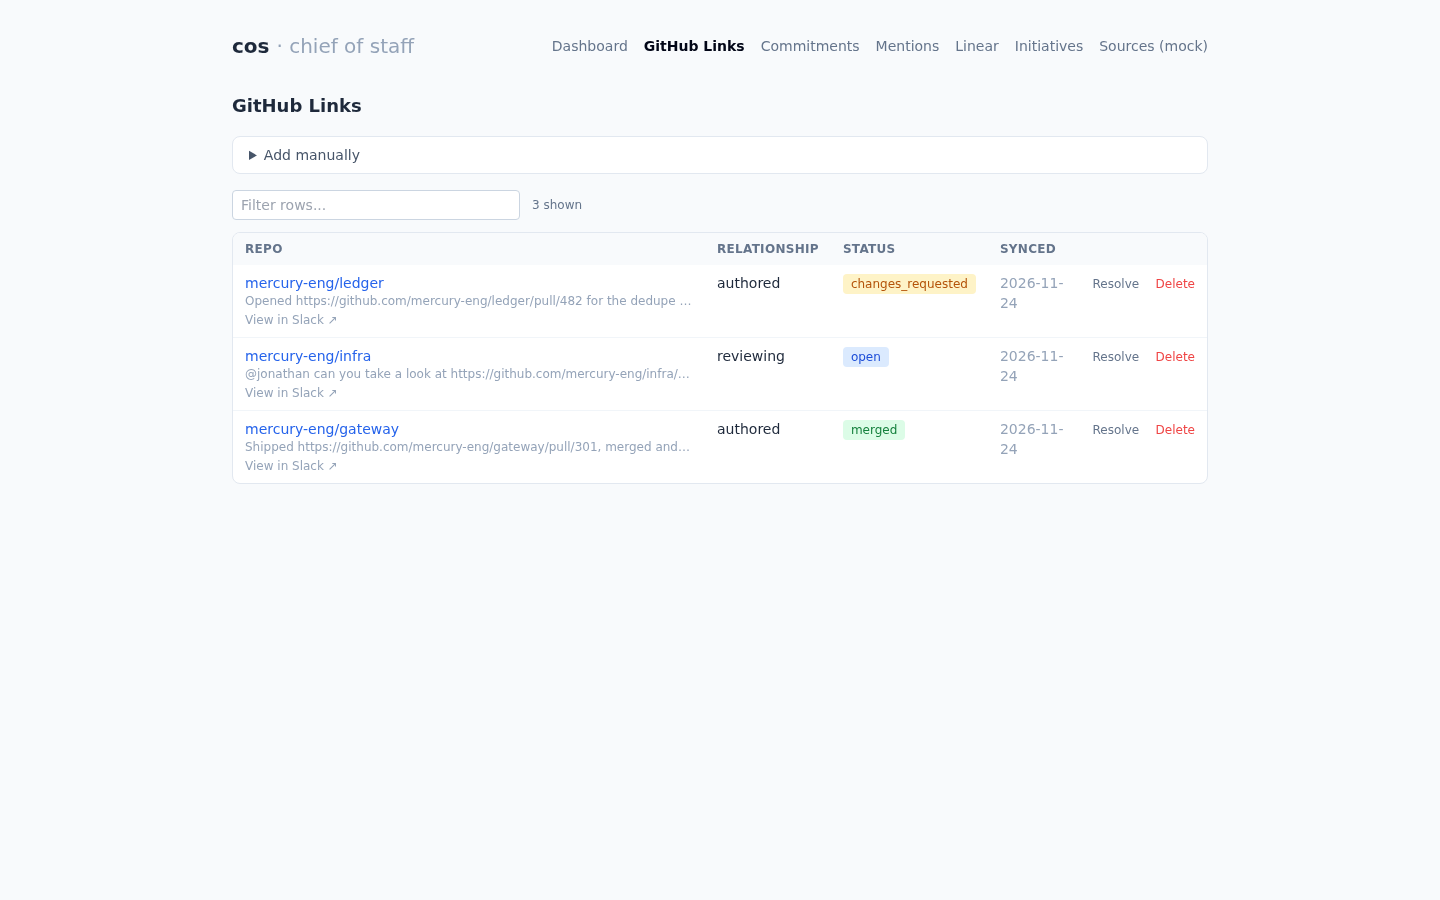 cos · chief of staff
Dashboard GitHub Links Commitments Mentions Linear Initiatives Sources (mock)
GitHub Links
▶ Add manually
Filter rows...
3 shown
REPO RELATIONSHIP STATUS SYNCED
mercury-eng/ledger authored changes_requested 2026-11-24 Resolve Delete
Opened https://github.com/mercury-eng/ledger/pull/482 for the dedupe ...
View in Slack ↗
mercury-eng/infra reviewing open 2026-11-24 Resolve Delete
@jonathan can you take a look at https://github.com/mercury-eng/infra/...
View in Slack ↗
mercury-eng/gateway authored merged 2026-11-24 Resolve Delete
Shipped https://github.com/mercury-eng/gateway/pull/301, merged and...
View in Slack ↗